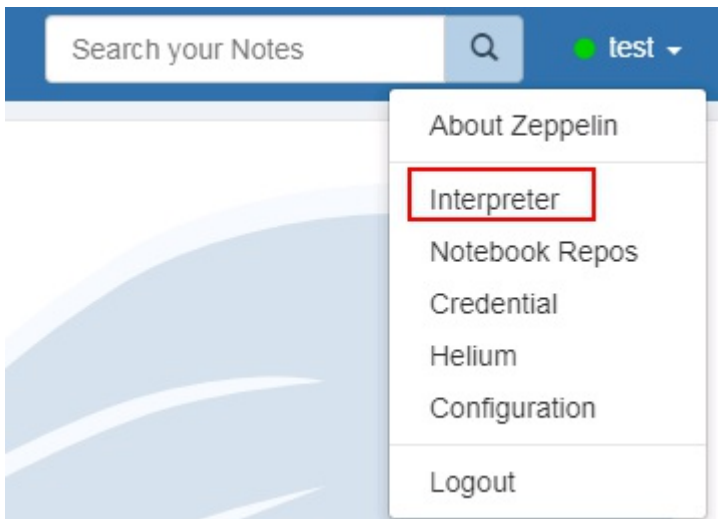 Search your Notes
test
About Zeppelin
Interpreter
Notebook Repos
Credential
Helium
Configuration
Logout